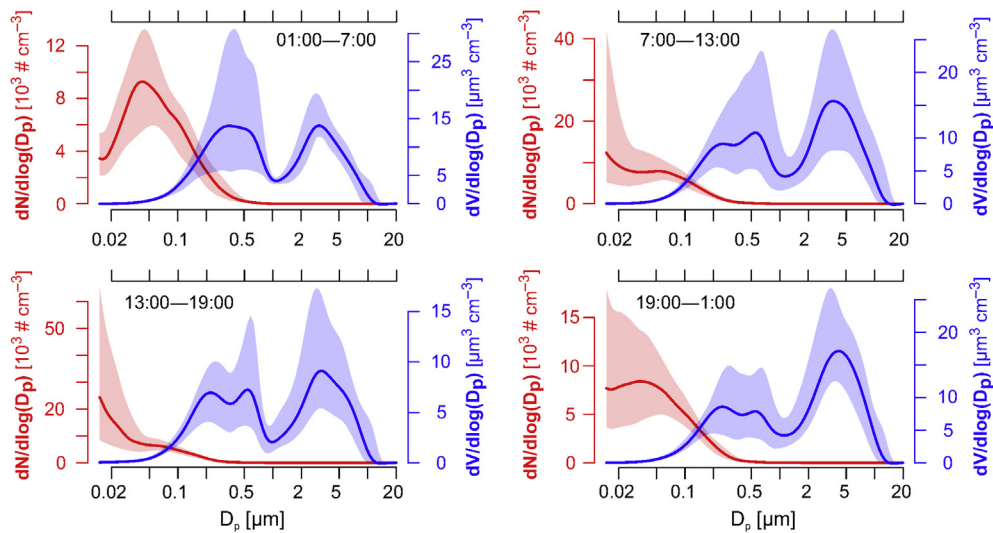 01:00—7:00
dN/dlog(Dp) [10³ # cm⁻³]
12
8
4
0
dV/dlog(Dp) [µm³ cm⁻³]
25
15
5
0
0.02 0.1 0.5 2 5 20
7:00—13:00
dN/dlog(Dp) [10³ # cm⁻³]
40
20
10
0
dV/dlog(Dp) [µm³ cm⁻³]
25
15
10
5
0
0.02 0.1 0.5 2 5 20
13:00—19:00
dN/dlog(Dp) [10³ # cm⁻³]
50
20
0
dV/dlog(Dp) [µm³ cm⁻³]
15
10
5
0
0.02 0.1 0.5 2 5 20
Dₚ [µm]
19:00—1:00
dN/dlog(Dp) [10³ # cm⁻³]
15
10
5
0
dV/dlog(Dp) [µm³ cm⁻³]
20
10
5
0
0.02 0.1 0.5 2 5 20
Dₚ [µm]